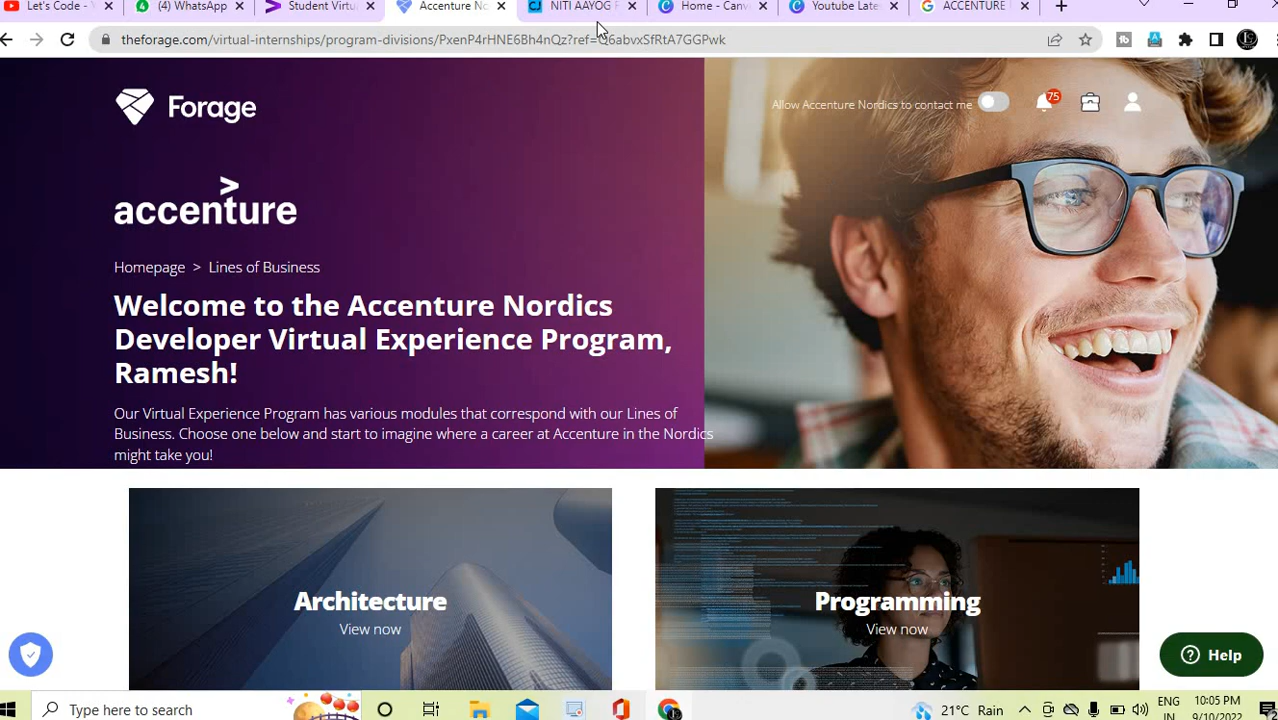 Let's Code -
(4) WhatsApp
Student Virtu
Accenture No
NITI AAYOG F
Home - Canv
Youtube Late
ACCENTURE
theforage.com/virtual-internships/program-divisions/PxenP4rHNE6Bh4nQz?ref=Q6abvxSfRtA7GGPwk
Forage
Allow Accenture Nordics to contact me
75
accenture
Homepage > Lines of Business
Welcome to the Accenture Nordics
Developer Virtual Experience Program,
Ramesh!
Our Virtual Experience Program has various modules that correspond with our Lines of
Business. Choose one below and start to imagine where a career at Accenture in the Nordics
might take you!
Architecture
View now
Programming
View now
Help
Type here to search
21°C Rain
ENG
IN
10:05 PM
9/10/2022